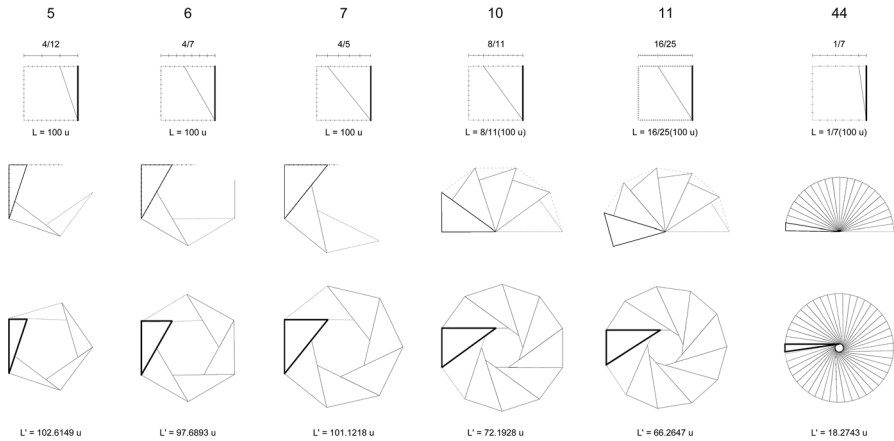 5 6 7 10 11 44
4/12 4/7 4/5 8/11 16/25 1/7
L = 100 u L = 100 u L = 100 u L = 8/11(100 u) L = 16/25(100 u) L = 1/7(100 u)
L' = 102.6149 u L' = 97.6893 u L' = 101.1218 u L' = 72.1928 u L' = 66.2647 u L' = 18.2743 u